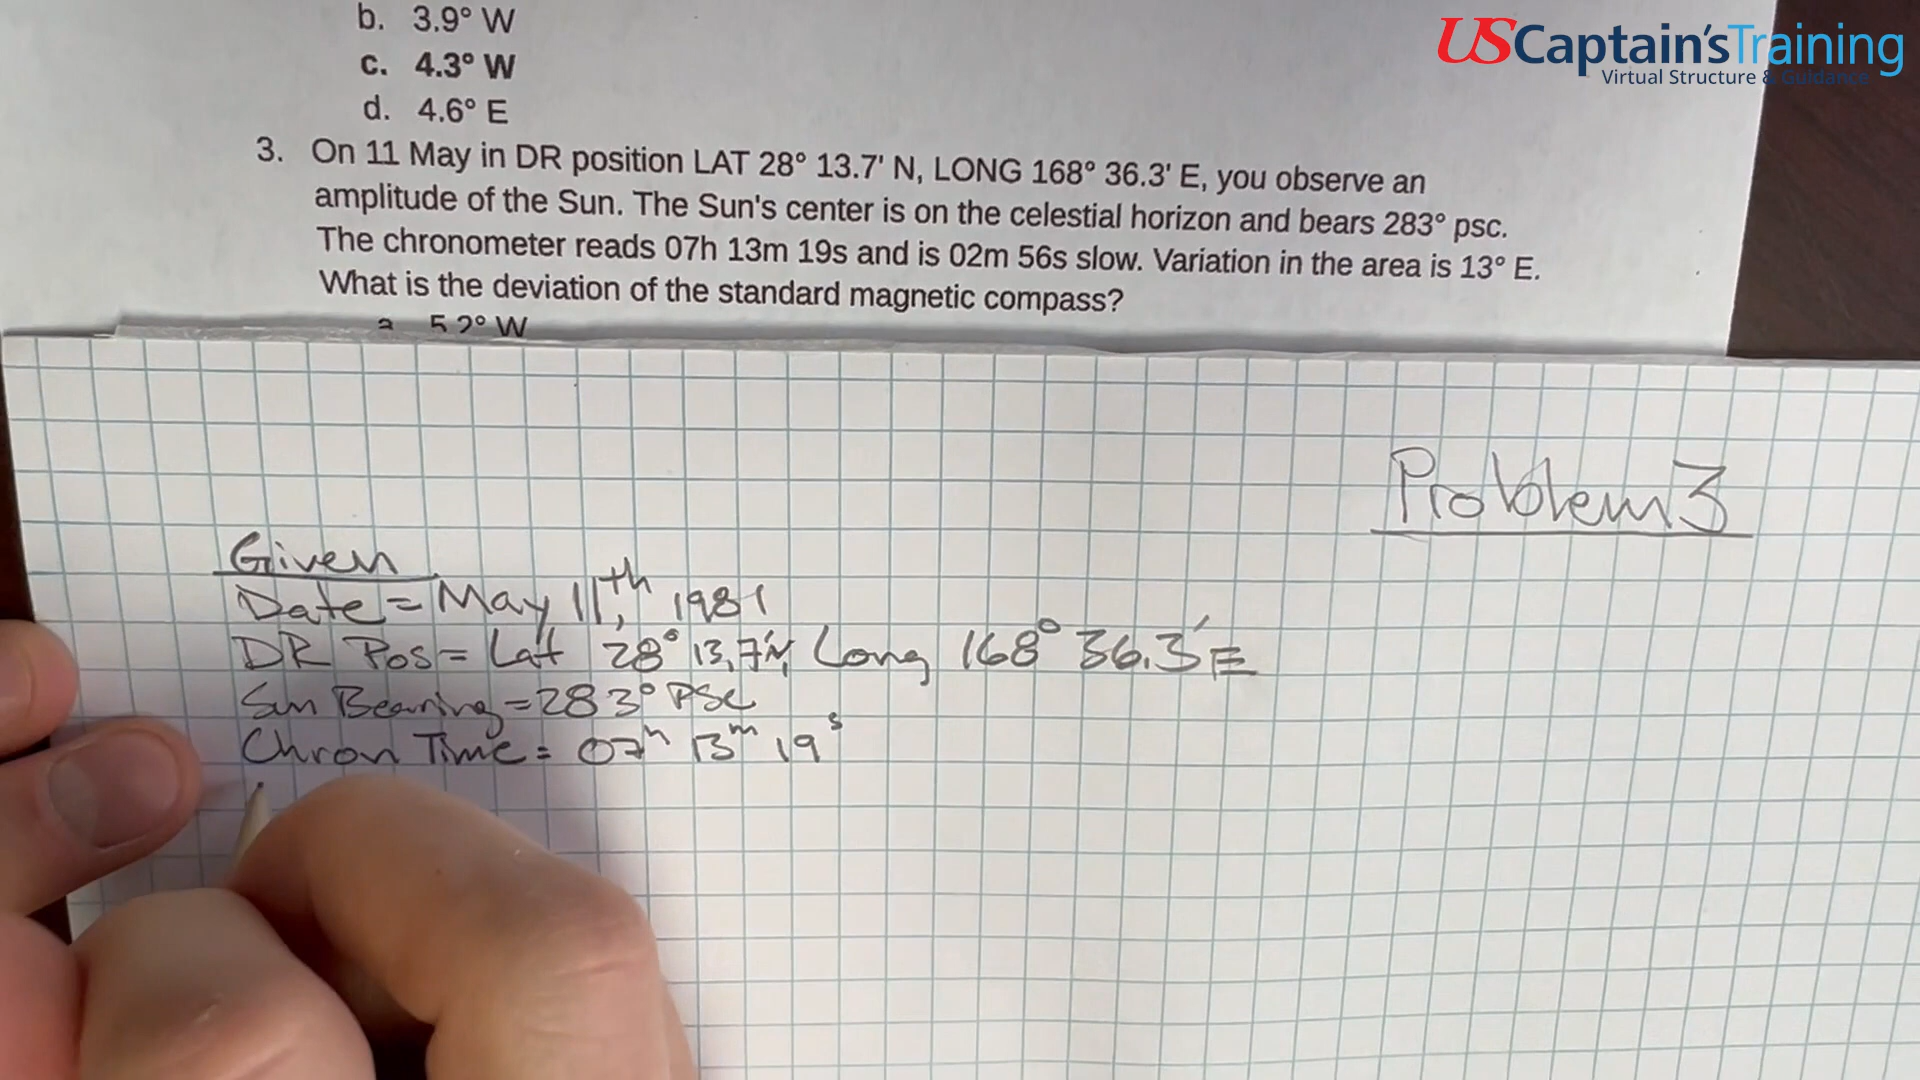 b. 3.9° W
c. 4.3° W
d. 4.6° E
USCaptain'sTraining
Virtual Structure & Guidance
3. On 11 May in DR position LAT 28° 13.7' N, LONG 168° 36.3' E, you observe an
amplitude of the Sun. The Sun's center is on the celestial horizon and bears 283° psc.
The chronometer reads 07h 13m 19s and is 02m 56s slow. Variation in the area is 13° E.
What is the deviation of the standard magnetic compass?
a 5.2° W
Problem 3
Given
Date = May 11th, 1981
DR Pos = Lat 28° 13.7'N, Long 168° 36.3' E
Sun Bearing = 283° PSC
Chron Time = 07h 13m 19s